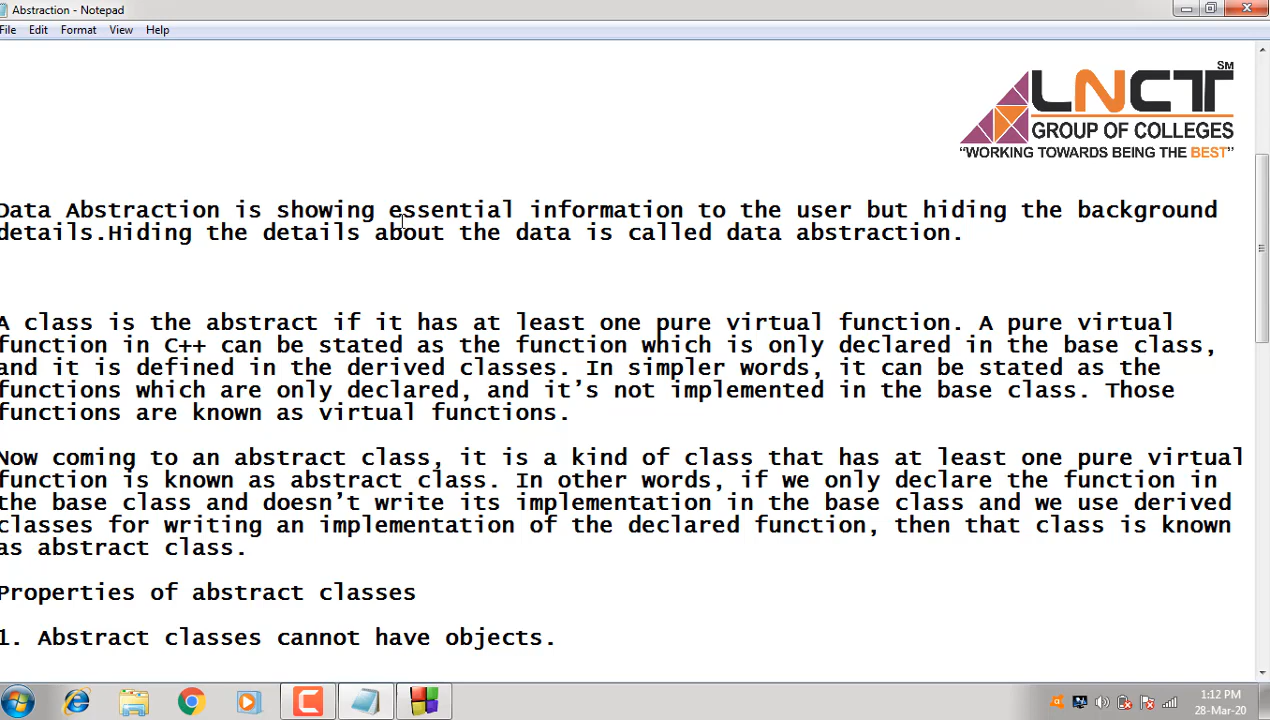 Abstraction - Notepad
File Edit Format View Help
LNCT SM
GROUP OF COLLEGES
“WORKING TOWARDS BEING THE BEST”
Data Abstraction is showing essential information to the user but hiding the background
details.Hiding the details about the data is called data abstraction.
A class is the abstract if it has at least one pure virtual function. A pure virtual
function in C++ can be stated as the function which is only declared in the base class,
and it is defined in the derived classes. In simpler words, it can be stated as the
functions which are only declared, and it’s not implemented in the base class. Those
functions are known as virtual functions.
Now coming to an abstract class, it is a kind of class that has at least one pure virtual
function is known as abstract class. In other words, if we only declare the function in
the base class and doesn’t write its implementation in the base class and we use derived
classes for writing an implementation of the declared function, then that class is known
as abstract class.
Properties of abstract classes
1. Abstract classes cannot have objects.
1:12 PM
28-Mar-20